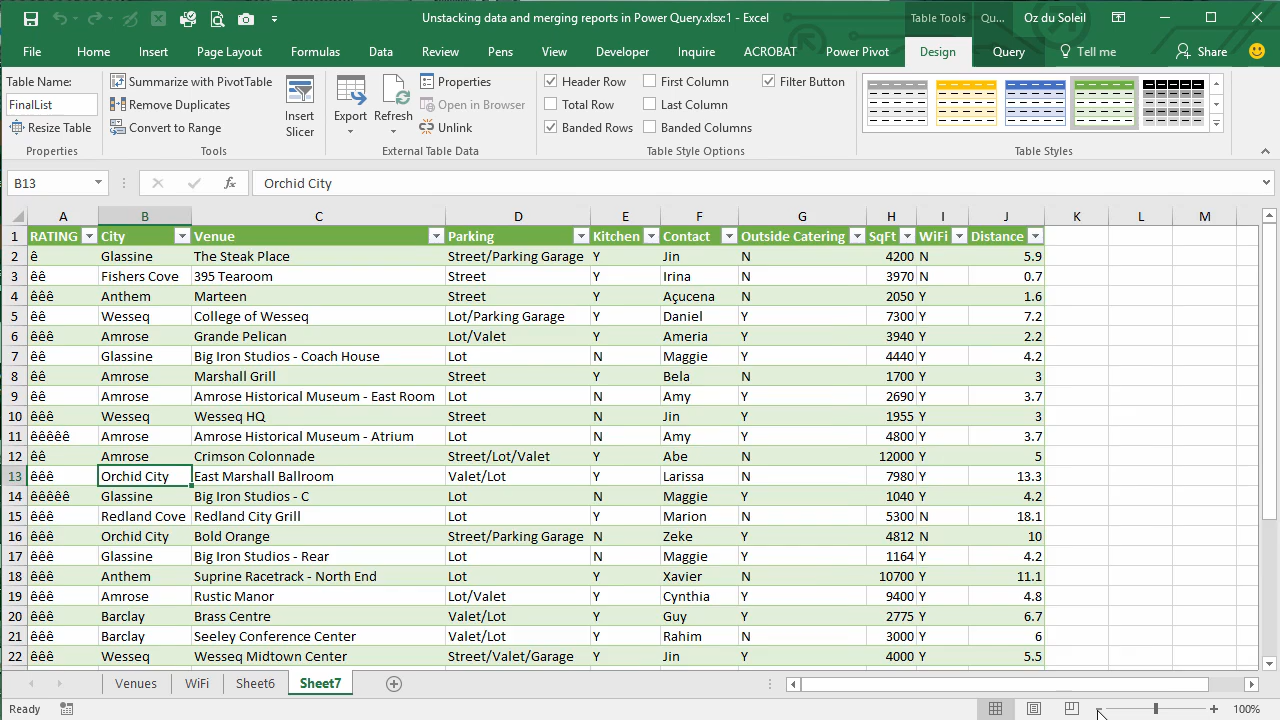 Unstacking data and merging reports in Power Query.xlsx:1 - Excel
Table Tools
Qu...
Oz du Soleil
File Home Insert Page Layout Formulas Data Review View Pens Developer Inquire ACROBAT Power Pivot Design Query Tell me Share
Table Name:
FinalList
Resize Table
Properties
Summarize with PivotTable
Remove Duplicates
Convert to Range
Tools
Insert
Slicer
Export
Refresh
Properties
Open in Browser
Unlink
External Table Data
Header Row
Total Row
Banded Rows
First Column
Last Column
Banded Columns
Filter Button
Table Style Options
Table Styles
B13 fx Orchid City
A B C D E F G H I J K L M
1 RATING City Venue Parking Kitchen Contact Outside Catering SqFt WiFi Distance
2 ê Glassine The Steak Place Street/Parking Garage Y Jin N 4200 N 5.9
3 êê Fishers Cove 395 Tearoom Street Y Irina N 3970 N 0.7
4 êêê Anthem Marteen Street Y Açucena N 2050 Y 1.6
5 êê Wesseq College of Wesseq Lot/Parking Garage Y Daniel Y 7300 Y 7.2
6 êêê Amrose Grande Pelican Lot/Valet Y Ameria Y 3940 Y 2.2
7 êê Glassine Big Iron Studios - Coach House Lot N Maggie Y 4440 Y 4.2
8 êê Amrose Marshall Grill Street Y Bela N 1700 Y 3
9 êê Amrose Amrose Historical Museum - East Room Lot N Amy Y 2690 Y 3.7
10 êêê Wesseq Wesseq HQ Street N Jin Y 1955 Y 3
11 êêêêê Amrose Amrose Historical Museum - Atrium Lot N Amy Y 4800 Y 3.7
12 êê Amrose Crimson Colonnade Street/Lot/Valet Y Abe N 12000 Y 5
13 êêê Orchid City East Marshall Ballroom Valet/Lot Y Larissa N 7980 Y 13.3
14 êêêêê Glassine Big Iron Studios - C Lot N Maggie Y 1040 Y 4.2
15 êêê Redland Cove Redland City Grill Lot Y Marion N 5300 N 18.1
16 êêê Orchid City Bold Orange Street/Parking Garage N Zeke Y 4812 N 10
17 êêê Glassine Big Iron Studios - Rear Lot N Maggie Y 1164 Y 4.2
18 êêê Anthem Suprine Racetrack - North End Lot Y Xavier N 10700 Y 11.1
19 êêê Amrose Rustic Manor Lot/Valet Y Cynthia Y 9400 Y 4.8
20 êêê Barclay Brass Centre Valet/Lot Y Guy Y 2775 Y 6.7
21 êêê Barclay Seeley Conference Center Valet/Lot Y Rahim N 3000 Y 6
22 êêê Wesseq Wesseq Midtown Center Street/Valet/Garage Y Jin Y 4000 Y 5.5
Venues WiFi Sheet6 Sheet7
Ready
100%